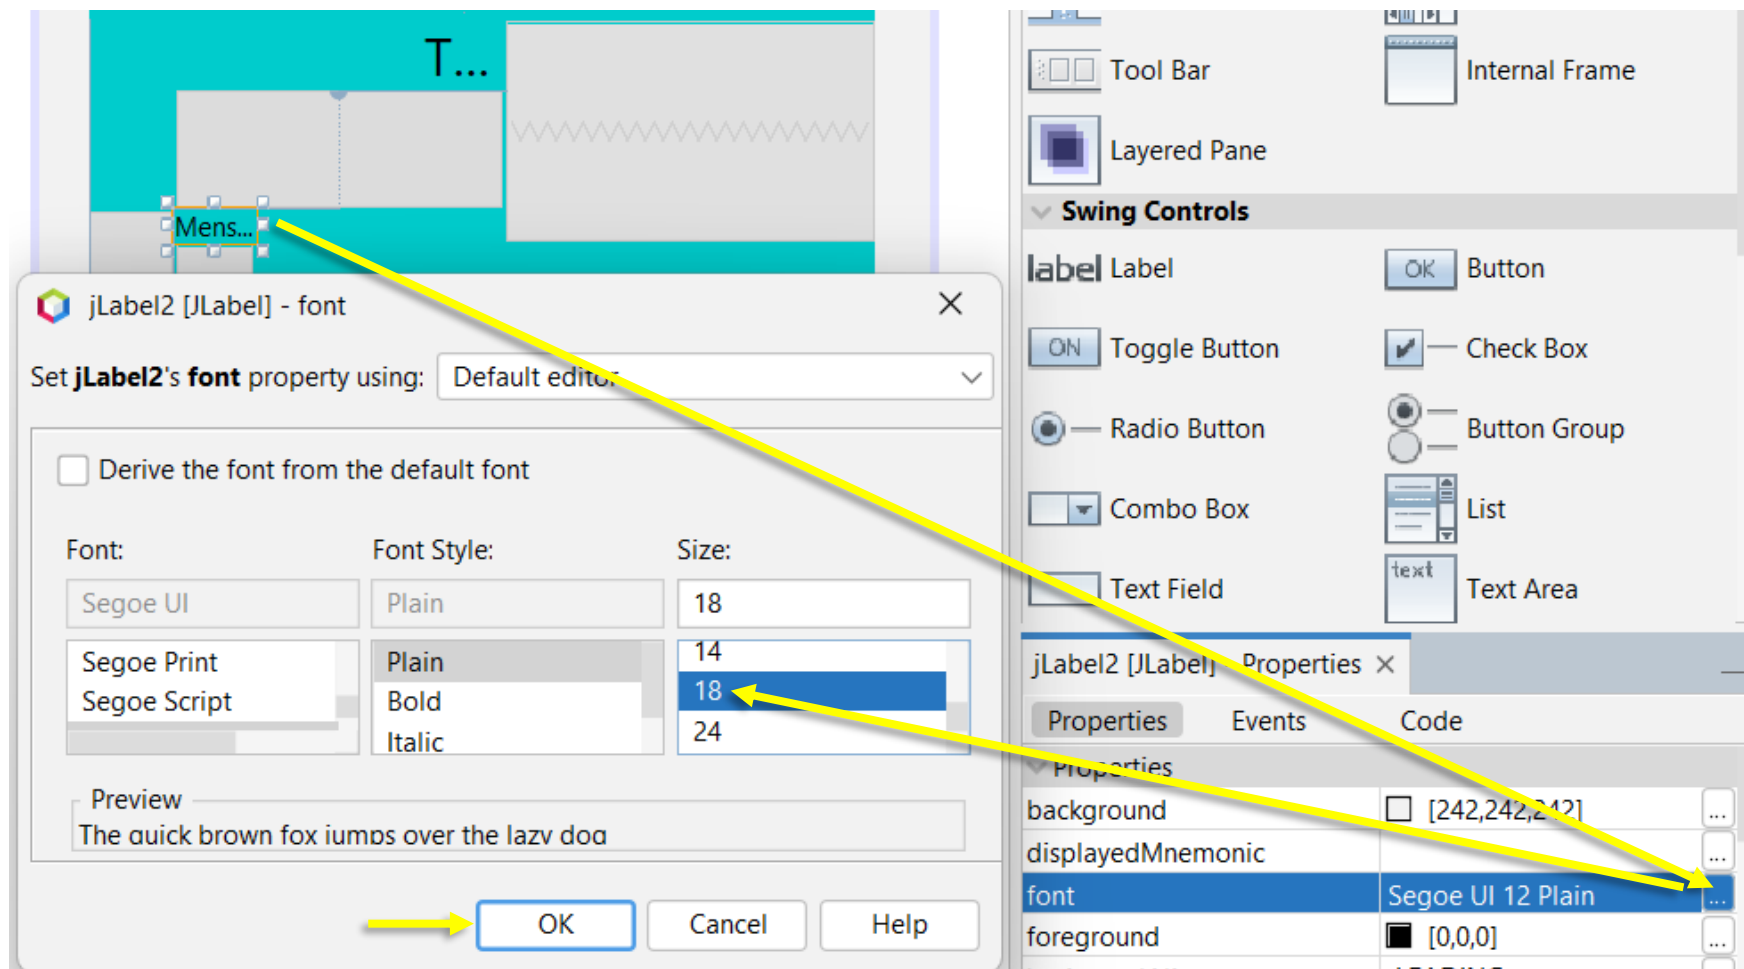 T...
Mens...
jLabel2 [JLabel] - font
Set jLabel2's font property using: Default editor
Derive the font from the default font
Font: Font Style: Size:
Segoe UI Plain 18
Segoe Print Plain 14
Segoe Script Bold 18
Italic 24
Preview
The quick brown fox jumps over the lazy dog
OK Cancel Help
Tool Bar Internal Frame
Layered Pane
Swing Controls
label Label OK Button
ON Toggle Button Check Box
Radio Button Button Group
Combo Box List
Text Field text Text Area
jLabel2 [JLabel] - Properties
Properties Events Code
Properties
background [242,242,242] ...
displayedMnemonic ...
font Segoe UI 12 Plain ...
foreground [0,0,0] ...